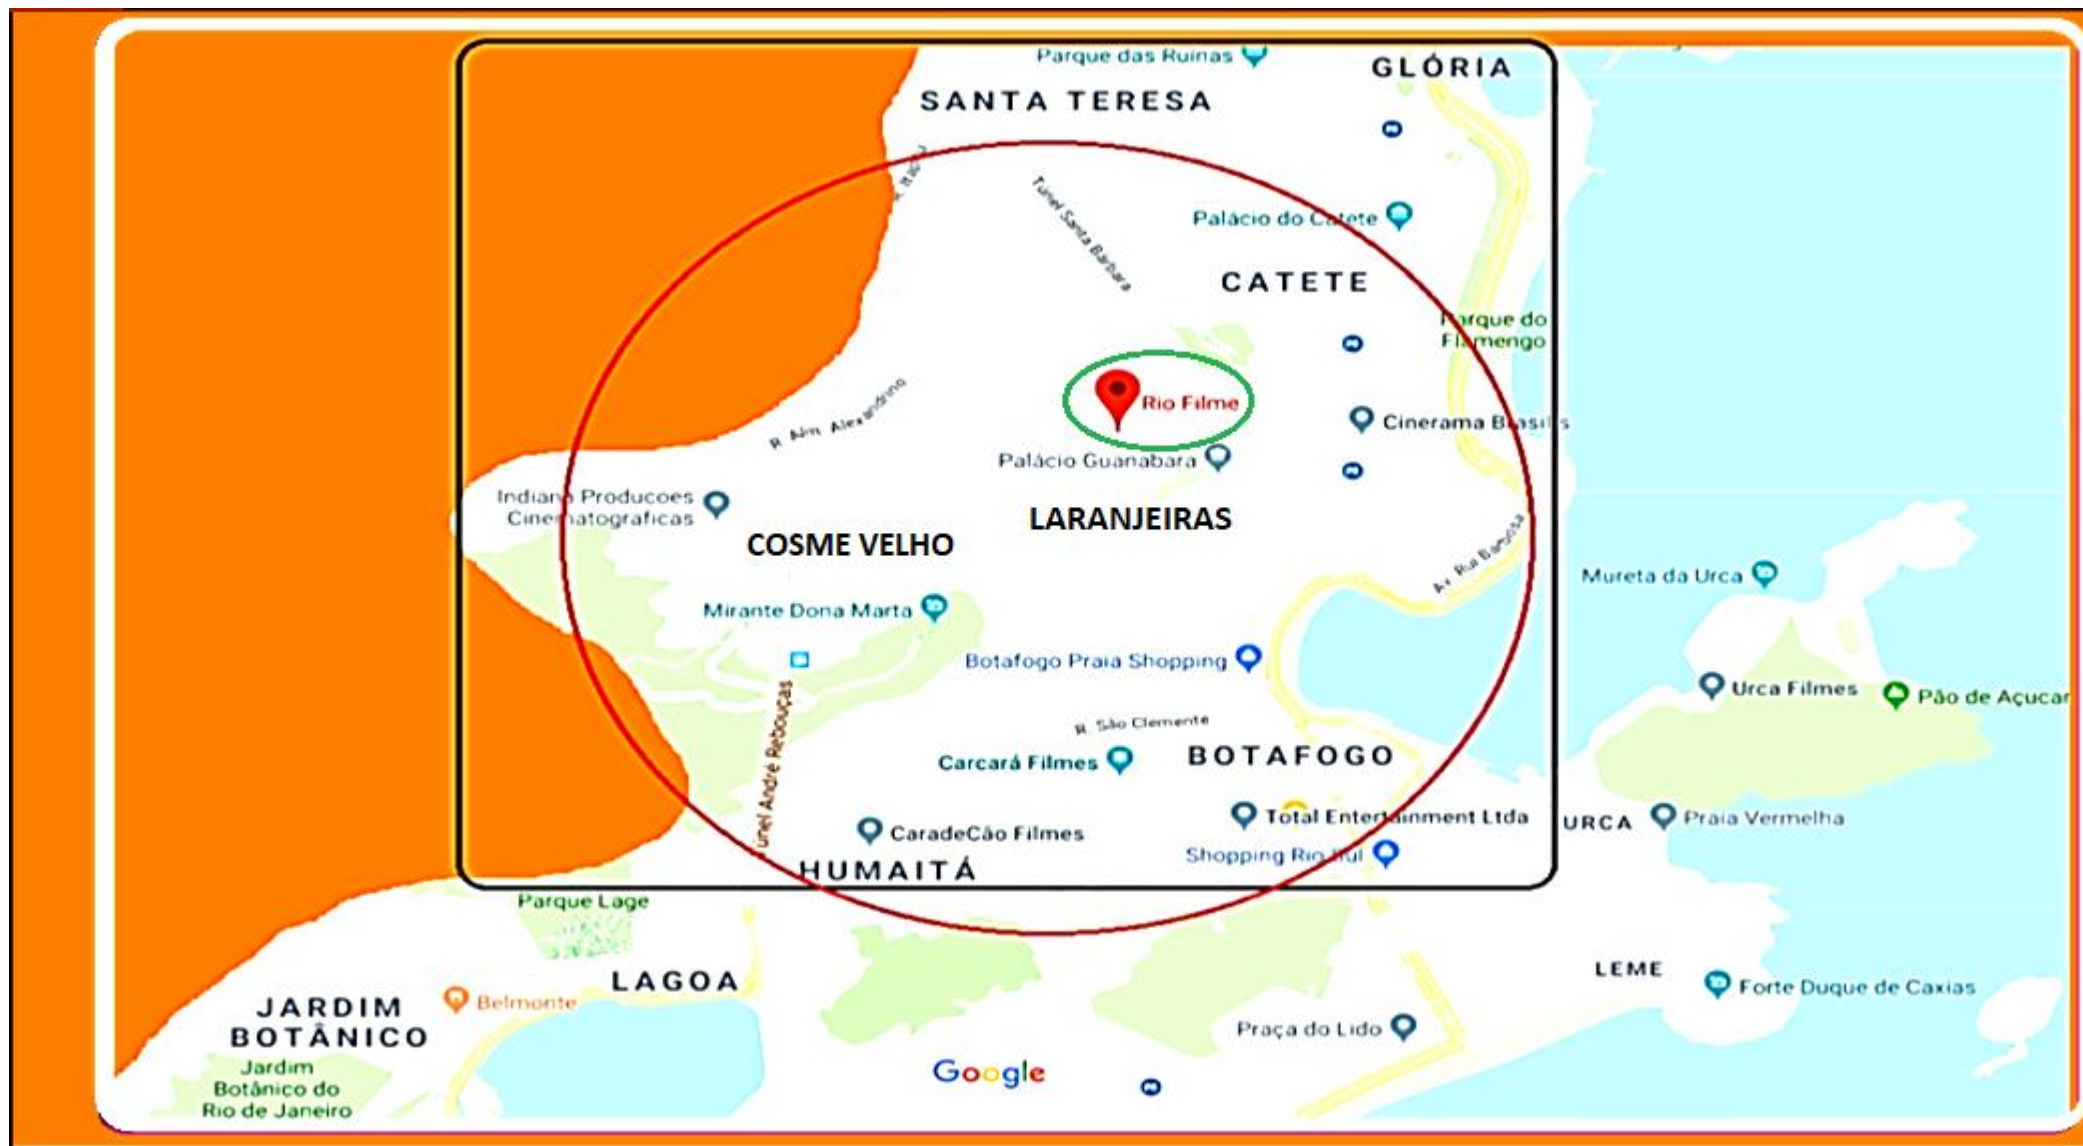 Parque das Ruinas
GLÓRIA
SANTA TERESA
Túnel Santa Bárbara
Palácio do Catete
CATETE
Parque do
Flamengo
Rio Filme
R. Alm. Alexandrino
Cinerama Brasilis
Palácio Guanabara
Indiana Producoes
Cinematograficas
LARANJEIRAS
COSME VELHO
Av. Rui Barbosa
Mureta da Urca
Mirante Dona Marta
Botafogo Praia Shopping
Urca Filmes
Pão de Açucar
unel André Rebouças
R. São Clemente
BOTAFOGO
Carcará Filmes
Total Entertainment Ltda
URCA
Praia Vermelha
CaradeCão Filmes
Shopping Rio Sul
HUMAITÁ
Parque Lage
LAGOA
LEME
Forte Duque de Caxias
JARDIM
BOTÂNICO
Belmonte
Praça do Lido
Google
Jardim
Botânico do
Rio de Janeiro